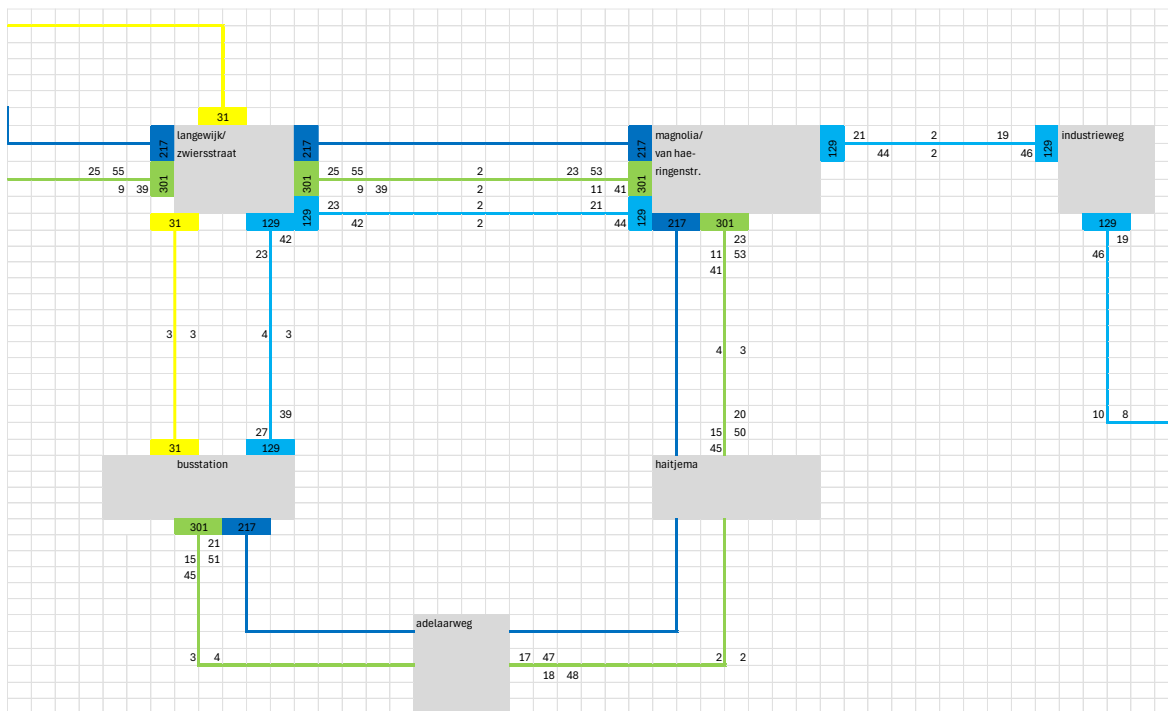 31
217 langewijk/ 217 217 magnolia/ 129 21 2 19 129 industrieweg
zwiersstraat van hae- 44 2 46
25 55 301 301 25 55 2 23 53 301 ringenstr.
9 39 9 39 2 11 41
129 23 2 21 129
31 129 42 2 44 217 301 129
42 23 19
23 11 53 46
41
3 3 4 3
4 3
39 20 10 8
27 15 50
31 129 45
busstation haitjema
301 217
21
15 51
45
adelaarweg
3 4 17 47 2 2
18 48